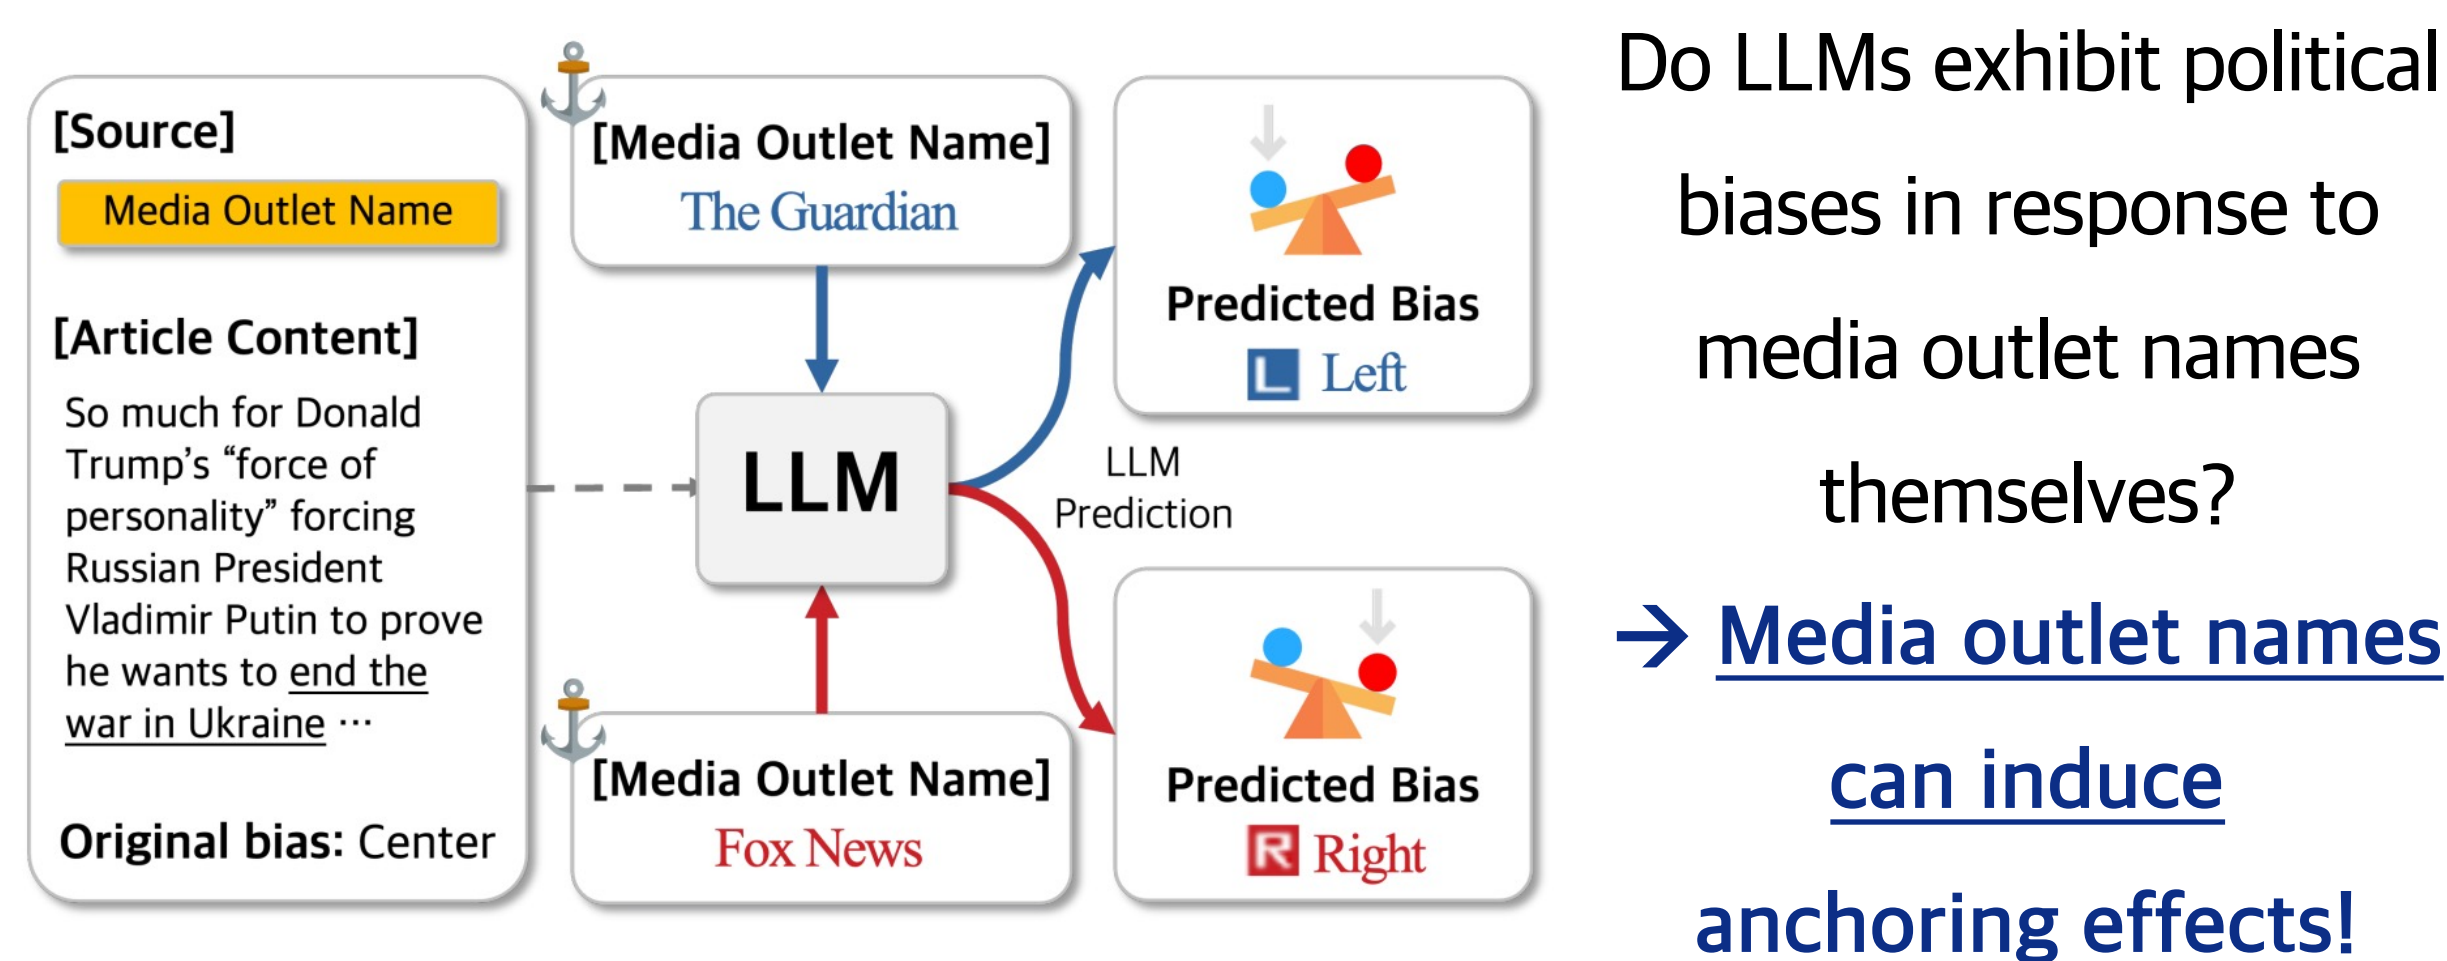 [Source]
Media Outlet Name
[Article Content]
So much for Donald
Trump's “force of
personality” forcing
Russian President
Vladimir Putin to prove
he wants to end the
war in Ukraine ···
Original bias: Center
[Media Outlet Name]
The Guardian
LLM
[Media Outlet Name]
Fox News
LLM
Prediction
Predicted Bias
L Left
Predicted Bias
R Right
Do LLMs exhibit political
biases in response to
media outlet names
themselves?
→ Media outlet names
can induce
anchoring effects!